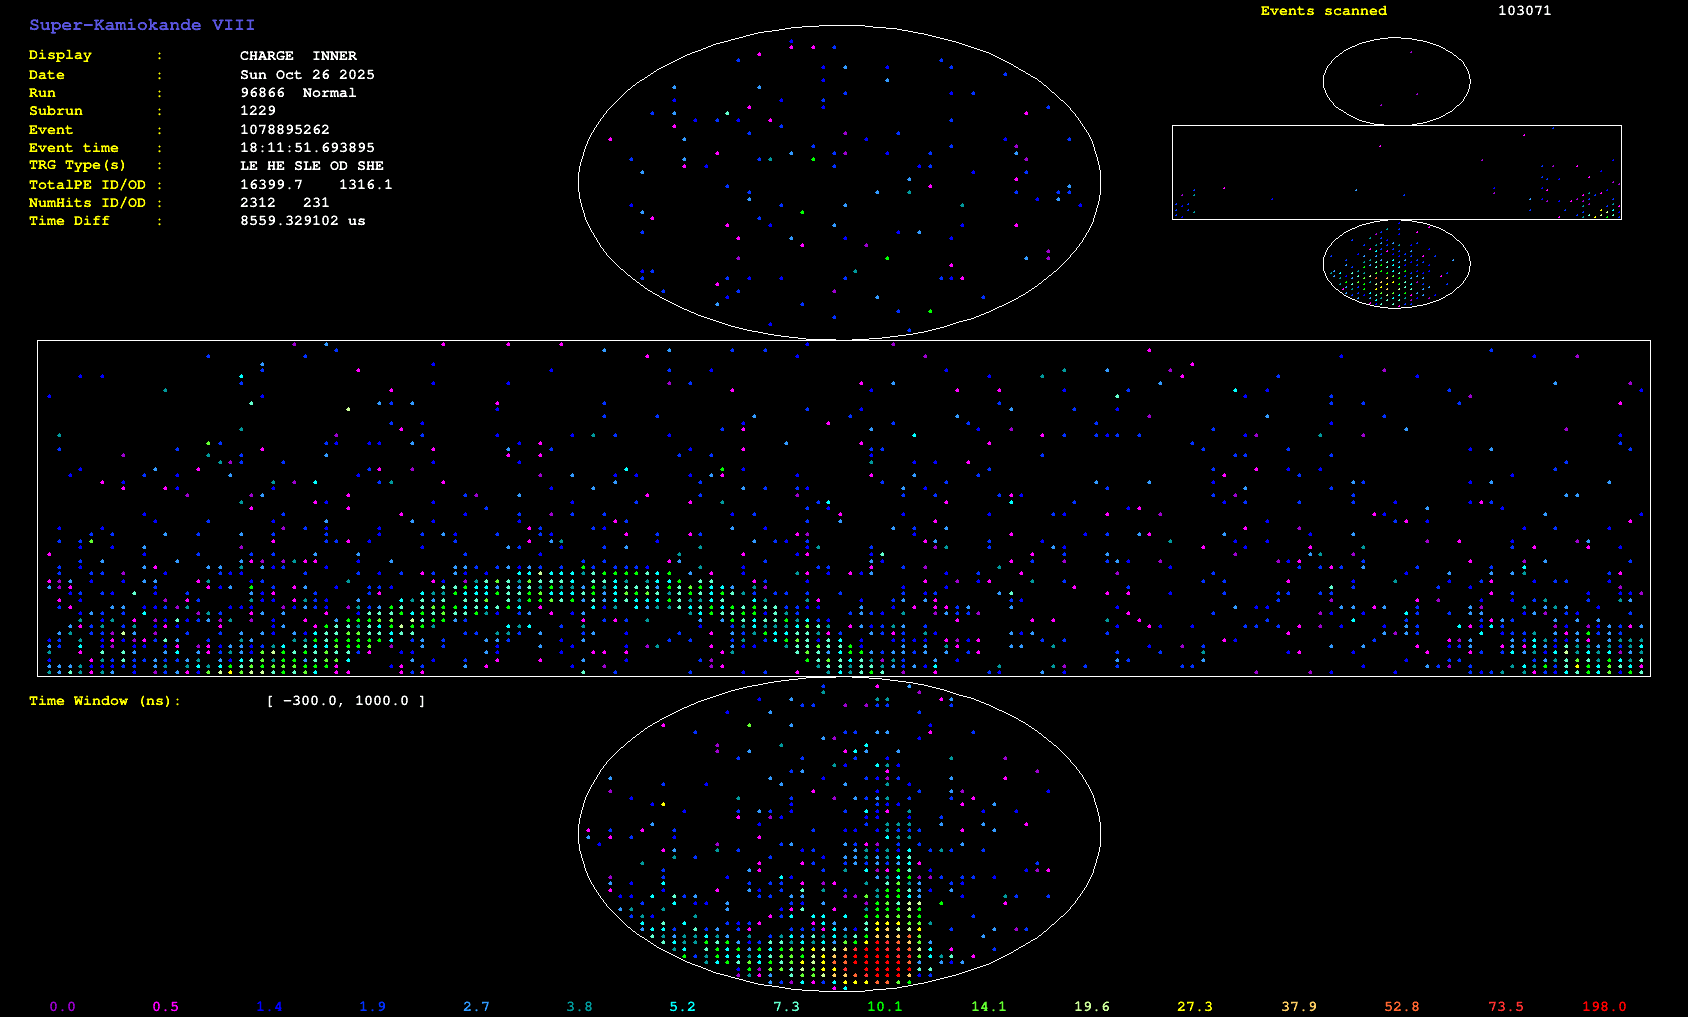 Super-Kamiokande VIII
Events scanned 103071
Display : CHARGE INNER
Date : Sun Oct 26 2025
Run : 96866 Normal
Subrun : 1229
Event : 1078895262
Event time : 18:11:51.693895
TRG Type(s) : LE HE SLE OD SHE
TotalPE ID/OD : 16399.7 1316.1
NumHits ID/OD : 2312 231
Time Diff : 8559.329102 us
Time Window (ns): [ -300.0, 1000.0 ]
0.0 0.5 1.4 1.9 2.7 3.8 5.2 7.3 10.1 14.1 19.6 27.3 37.9 52.8 73.5 198.0